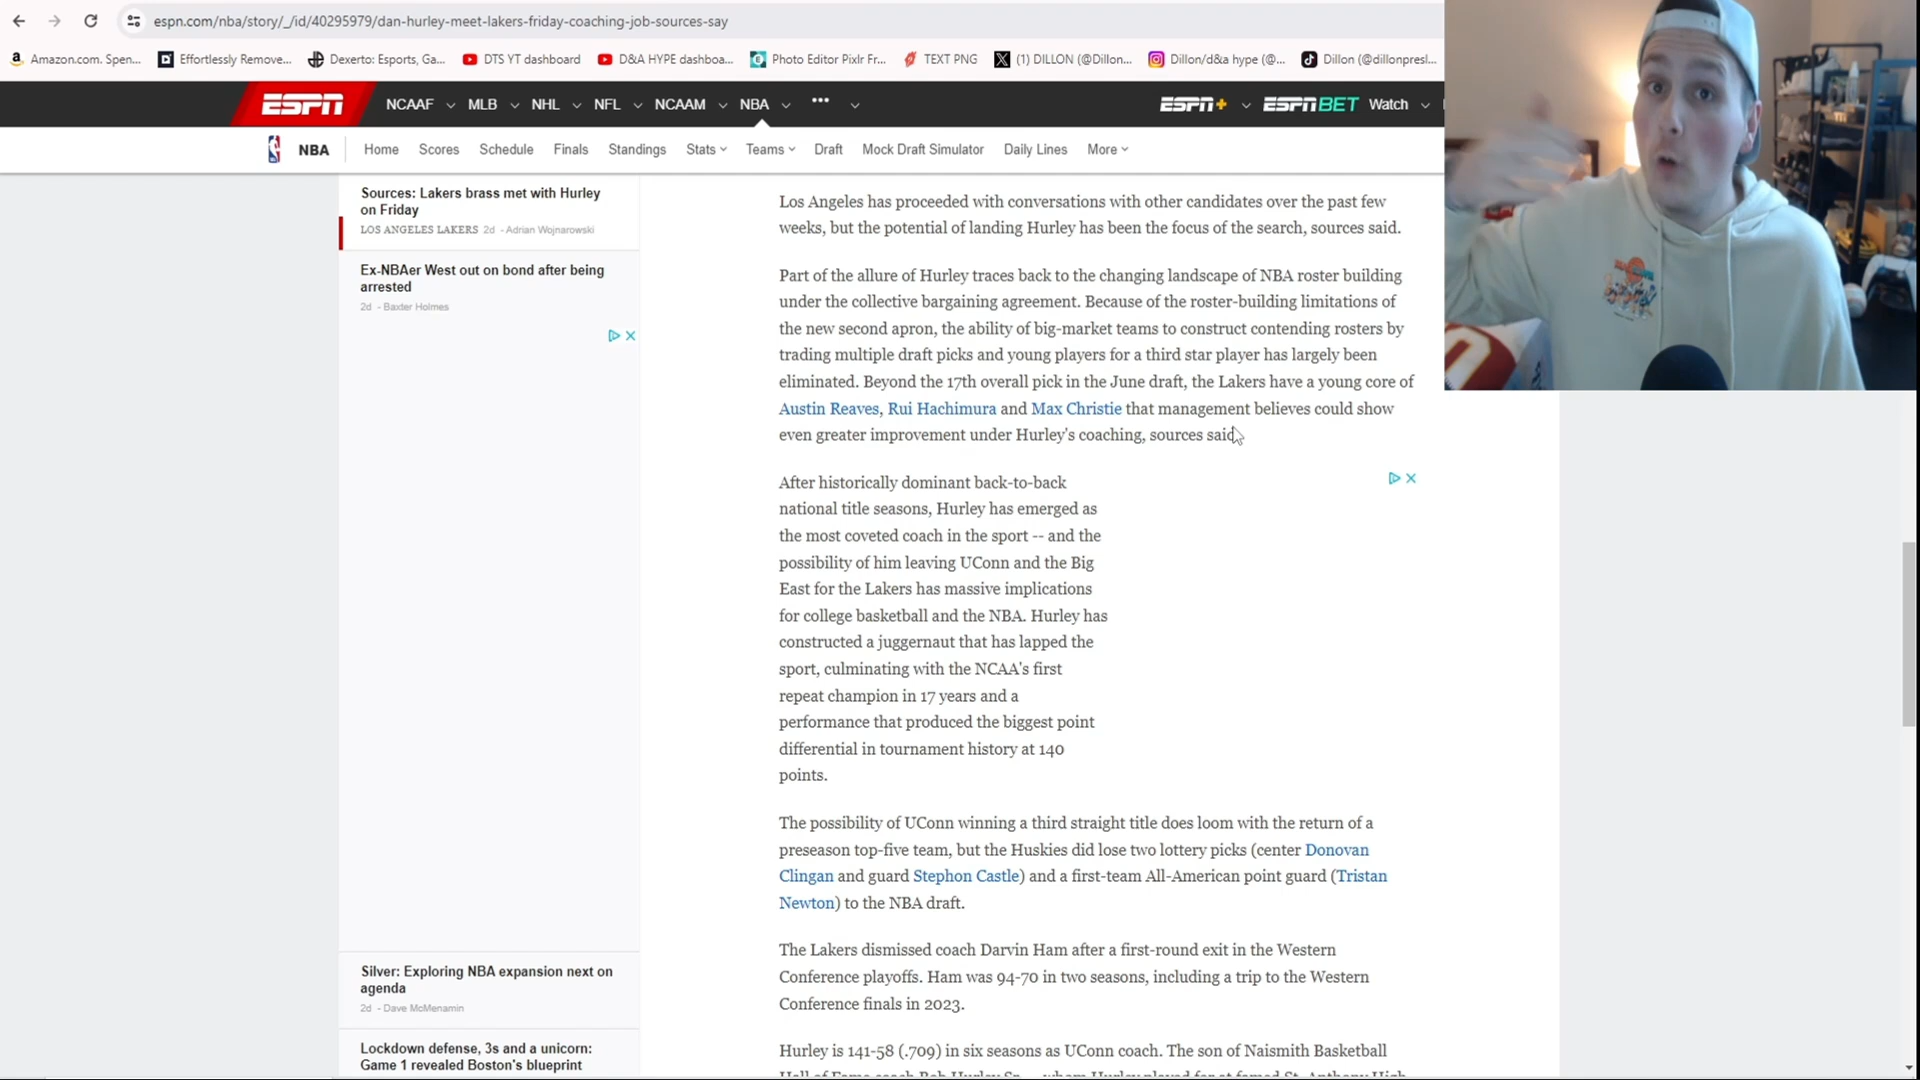 espn.com/nba/story/_/id/40295979/dan-hurley-meet-lakers-friday-coaching-job-sources-say
Amazon.com. Spen... Effortlessly Remove... Dexerto: Esports, Ga... DTS YT dashboard D&A HYPE dashboa... Photo Editor Pixlr Fr... TEXT PNG (1) DILLON (@Dillon... Dillon/d&a hype (@... Dillon (@dillonpresl...
ESPN NCAAF MLB NHL NFL NCAAM NBA ••• ESPN+ ESPN BET Watch
NBA Home Scores Schedule Finals Standings Stats Teams Draft Mock Draft Simulator Daily Lines More
Sources: Lakers brass met with Hurley
on Friday
LOS ANGELES LAKERS 2d - Adrian Wojnarowski
Ex-NBAer West out on bond after being
arrested
2d - Baxter Holmes
Silver: Exploring NBA expansion next on
agenda
2d - Dave McMenamin
Lockdown defense, 3s and a unicorn:
Game 1 revealed Boston's blueprint
Los Angeles has proceeded with conversations with other candidates over the past few
weeks, but the potential of landing Hurley has been the focus of the search, sources said.
Part of the allure of Hurley traces back to the changing landscape of NBA roster building
under the collective bargaining agreement. Because of the roster-building limitations of
the new second apron, the ability of big-market teams to construct contending rosters by
trading multiple draft picks and young players for a third star player has largely been
eliminated. Beyond the 17th overall pick in the June draft, the Lakers have a young core of
Austin Reaves, Rui Hachimura and Max Christie that management believes could show
even greater improvement under Hurley's coaching, sources said.
After historically dominant back-to-back
national title seasons, Hurley has emerged as
the most coveted coach in the sport -- and the
possibility of him leaving UConn and the Big
East for the Lakers has massive implications
for college basketball and the NBA. Hurley has
constructed a juggernaut that has lapped the
sport, culminating with the NCAA's first
repeat champion in 17 years and a
performance that produced the biggest point
differential in tournament history at 140
points.
The possibility of UConn winning a third straight title does loom with the return of a
preseason top-five team, but the Huskies did lose two lottery picks (center Donovan
Clingan and guard Stephon Castle) and a first-team All-American point guard (Tristan
Newton) to the NBA draft.
The Lakers dismissed coach Darvin Ham after a first-round exit in the Western
Conference playoffs. Ham was 94-70 in two seasons, including a trip to the Western
Conference finals in 2023.
Hurley is 141-58 (.709) in six seasons as UConn coach. The son of Naismith Basketball
Hall of Fame coach Bob Hurley Sr. -- whom Hurley played for at famed St. Anthony High